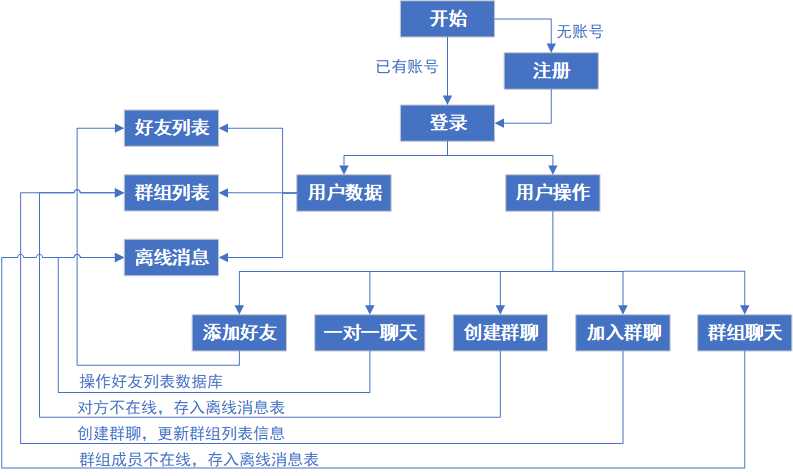 开始
无账号
已有账号
注册
登录
好友列表
群组列表
用户数据
用户操作
离线消息
添加好友
一对一聊天
创建群聊
加入群聊
群组聊天
操作好友列表数据库
对方不在线，存入离线消息表
创建群聊，更新群组列表信息
群组成员不在线，存入离线消息表